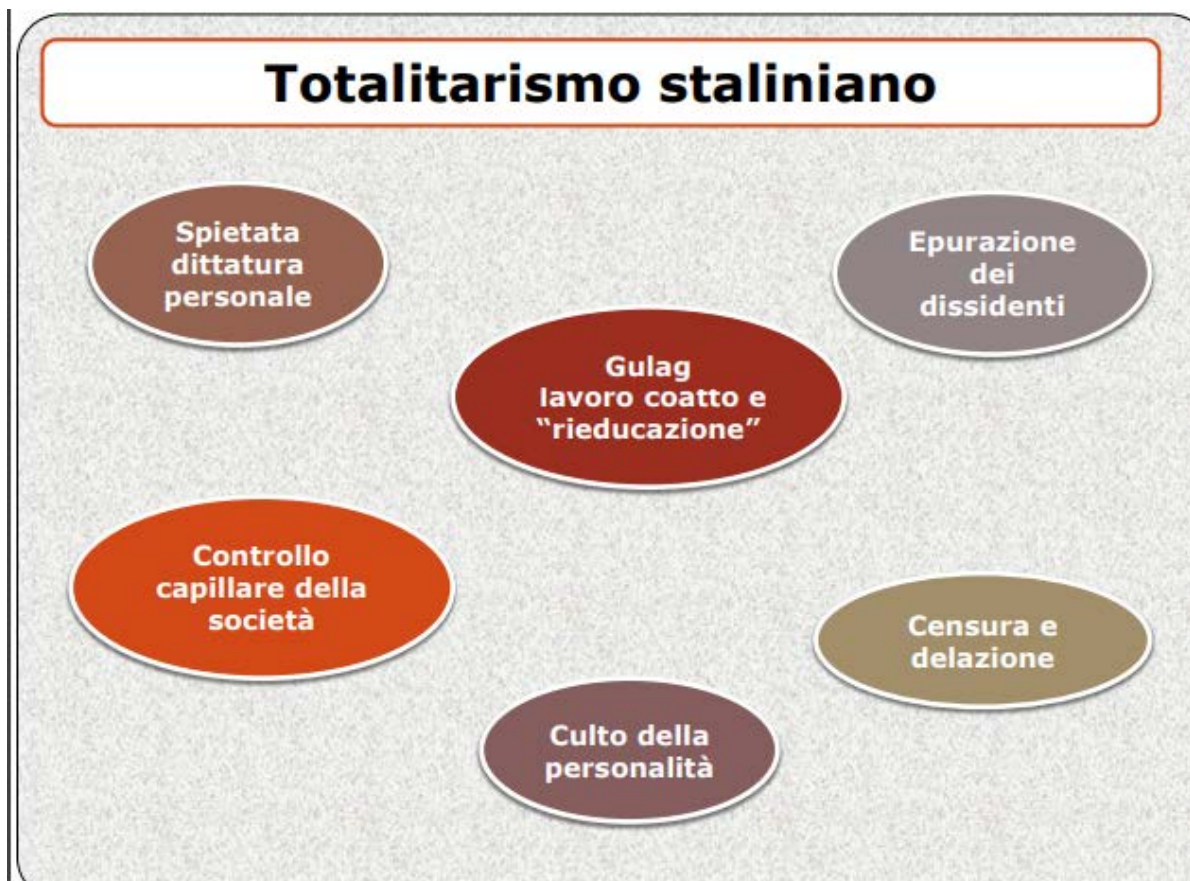 Totalitarismo staliniano
Spietata
dittatura
personale
Epurazione
dei
dissidenti
Gulag
lavoro coatto e
“rieducazione”
Controllo
capillare della
società
Censura e
delazione
Culto della
personalità